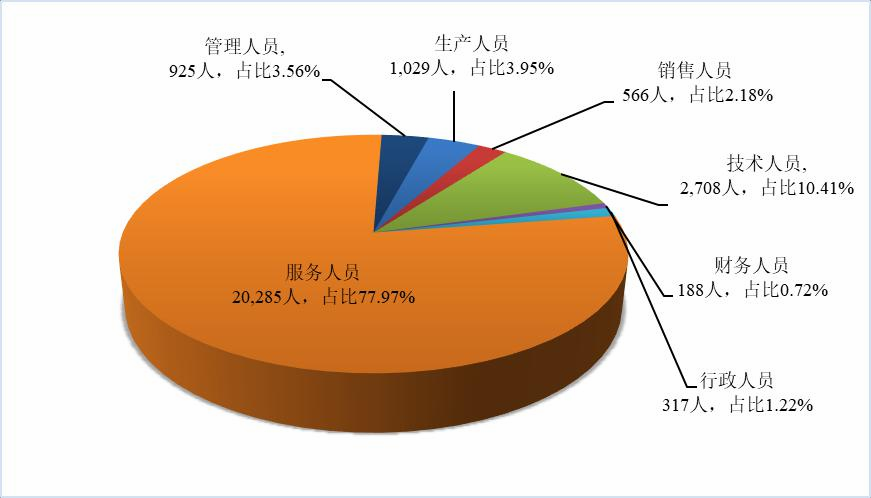 管理人员,
925人，占比3.56%
生产人员
1,029人，占比3.95%
销售人员
566人，占比2.18%
技术人员,
2,708人，占比10.41%
财务人员
188人，占比0.72%
行政人员
317人，占比1.22%
服务人员
20,285人，占比77.97%